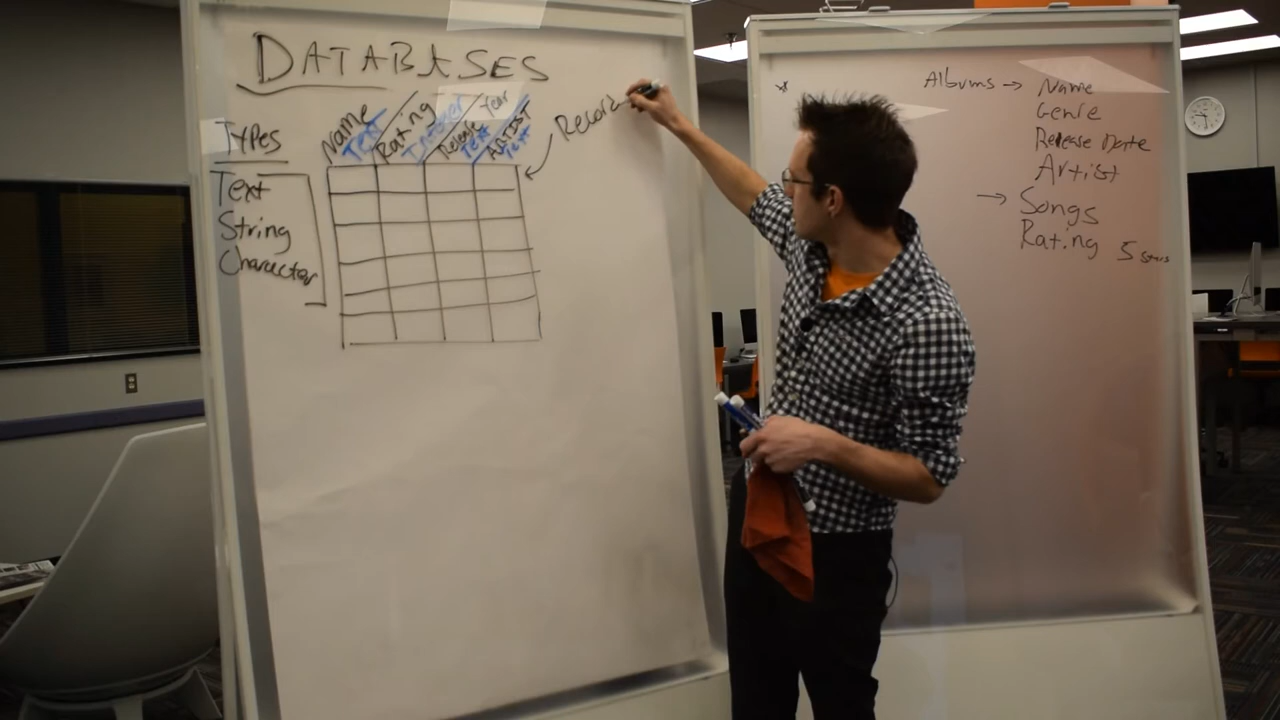 DATABASES
Types
Text
String
Character
Name
Text
Rating
Integer
Release Year
Text
ARTIST
Text
Record
Albums → Name
Genre
Release Date
Artist
→ Songs
Rating 5 stars